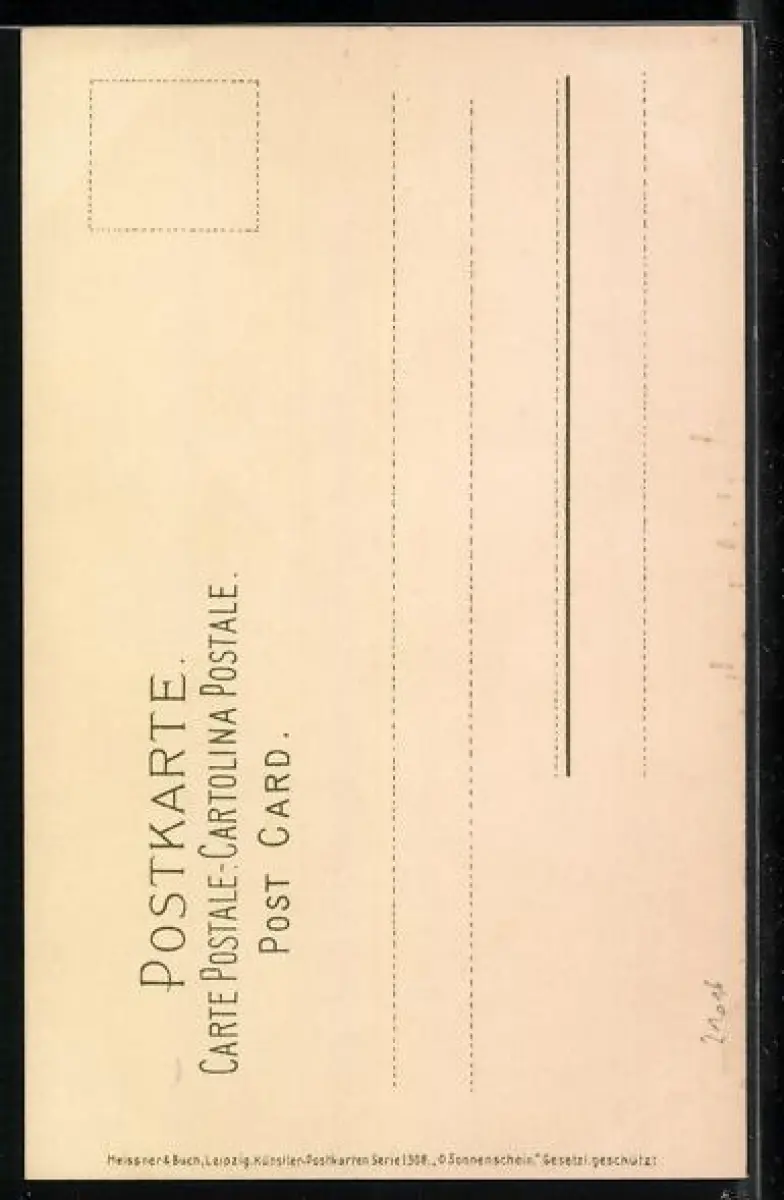 POSTKARTE.
CARTE POSTALE-CARTOLINA POSTALE.
POST CARD.
Meissner & Buch, Leipzig. Künstler-Postkarten Serie 1308. „O Sonnenschein.“ Gesetzl. geschützt